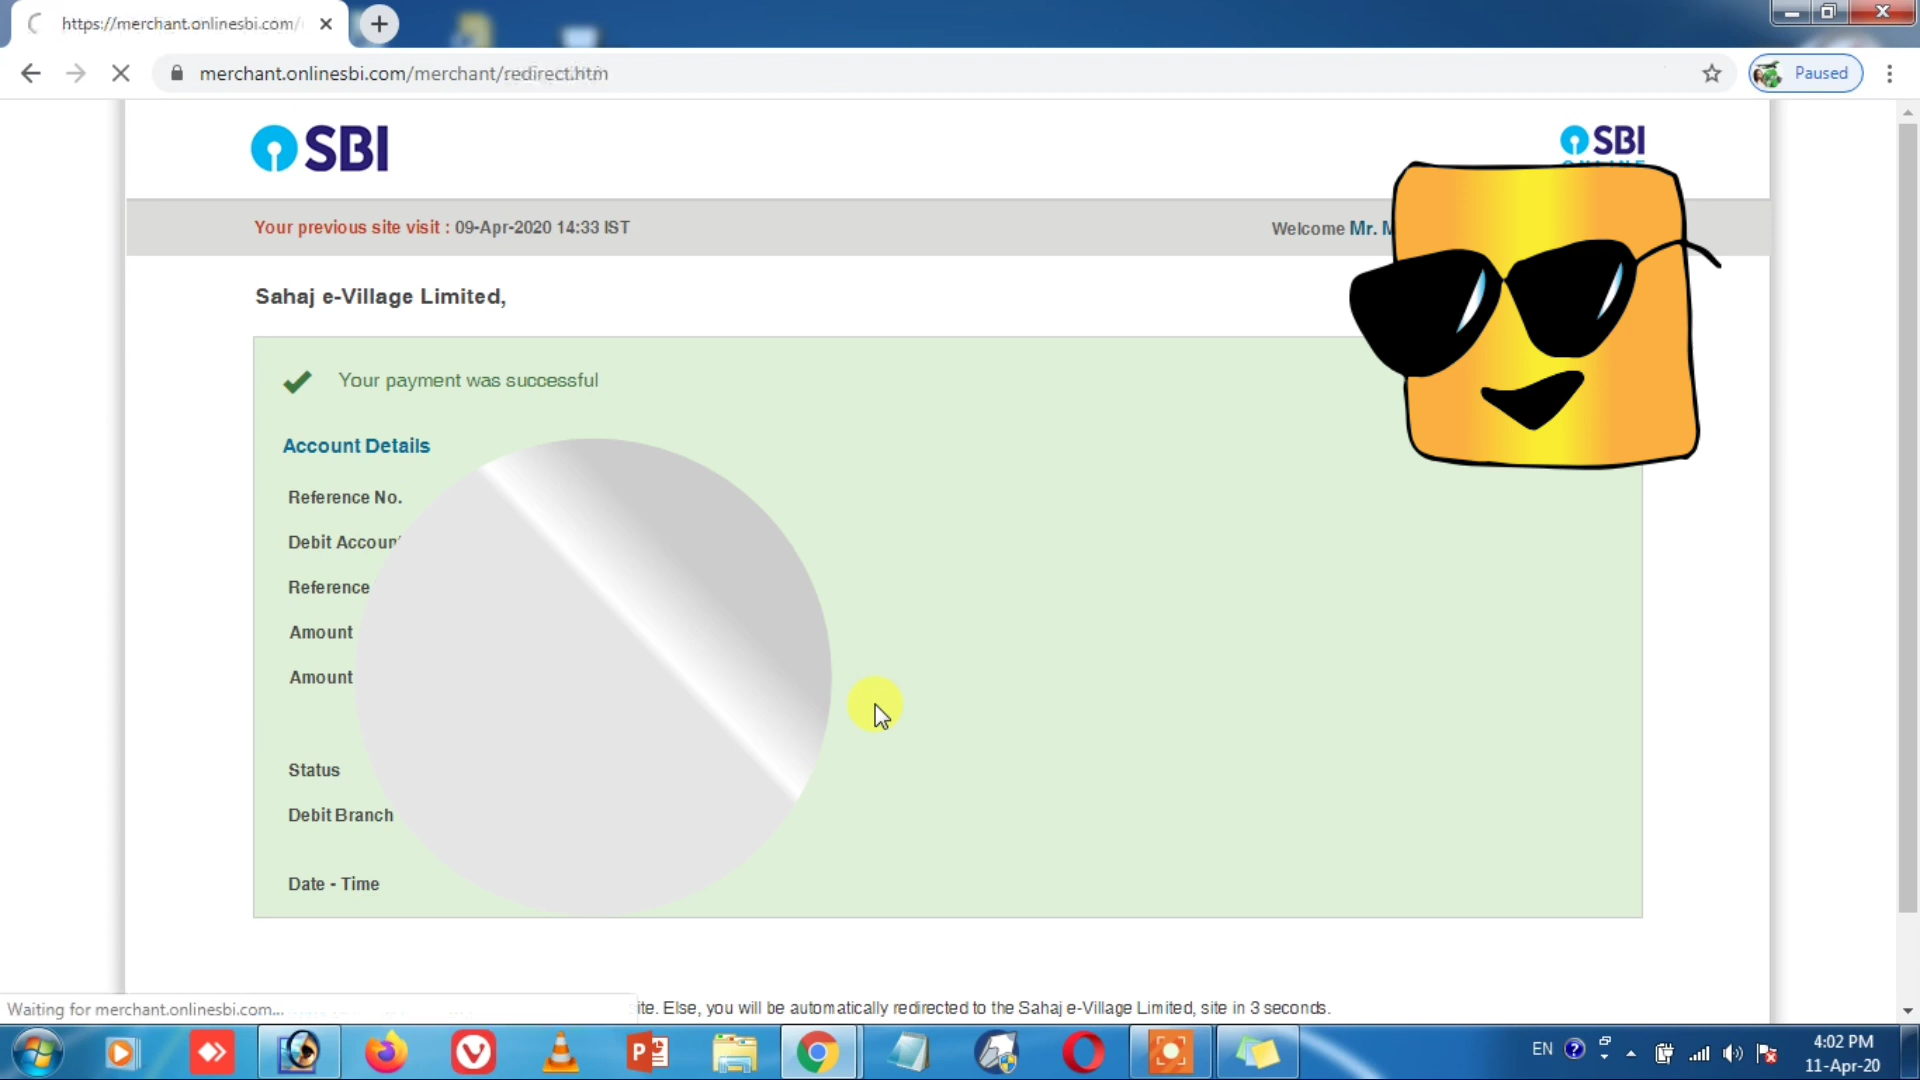 https://merchant.onlinesbi.com/
merchant.onlinesbi.com/merchant/redirect.htm
Paused
SBI
SBI
Your previous site visit : 09-Apr-2020 14:33 IST
Welcome Mr. M
Sahaj e-Village Limited,
Your payment was successful
Account Details
Reference No.
Debit Account
Reference
Amount
Amount
Status
Debit Branch
Date - Time
Waiting for merchant.onlinesbi.com...
ite. Else, you will be automatically redirected to the Sahaj e-Village Limited, site in 3 seconds.
EN
4:02 PM
11-Apr-20